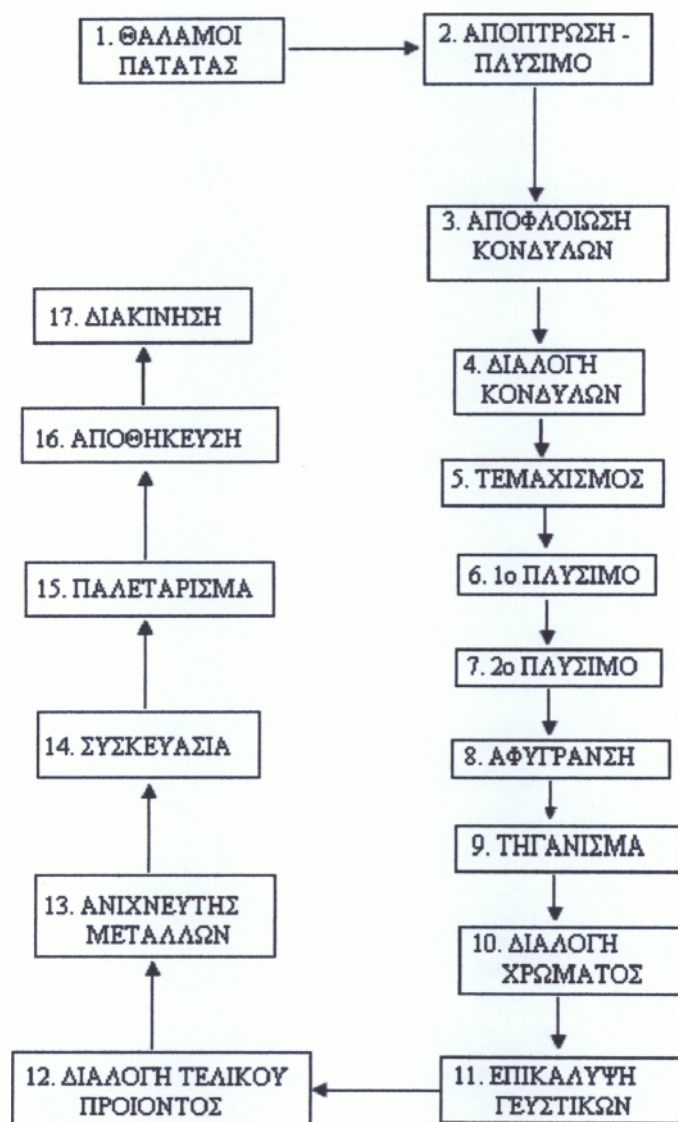 1. ΘΑΛΑΜΟΙ
ΠΑΤΑΤΑΣ
2. ΑΠΟΠΤΡΩΣΗ -
ΠΛΥΣΙΜΟ
3. ΑΠΟΦΛΟΙΩΣΗ
ΚΟΝΔΥΛΩΝ
4. ΔΙΑΛΟΓΗ
ΚΟΝΔΥΛΩΝ
5. ΤΕΜΑΧΙΣΜΟΣ
6. 1ο ΠΛΥΣΙΜΟ
7. 2ο ΠΛΥΣΙΜΟ
8. ΑΦΥΓΡΑΝΣΗ
9. ΤΗΓΑΝΙΣΜΑ
10. ΔΙΑΛΟΓΗ
ΧΡΩΜΑΤΟΣ
11. ΕΠΙΚΑΛΥΨΗ
ΓΕΥΣΤΙΚΩΝ
12. ΔΙΑΛΟΓΗ ΤΕΛΙΚΟΥ
ΠΡΟΙΟΝΤΟΣ
13. ΑΝΙΧΝΕΥΤΗΣ
ΜΕΤΑΛΛΩΝ
14. ΣΥΣΚΕΥΑΣΙΑ
15. ΠΑΛΕΤΑΡΙΣΜΑ
16. ΑΠΟΘΗΚΕΥΣΗ
17. ΔΙΑΚΙΝΗΣΗ